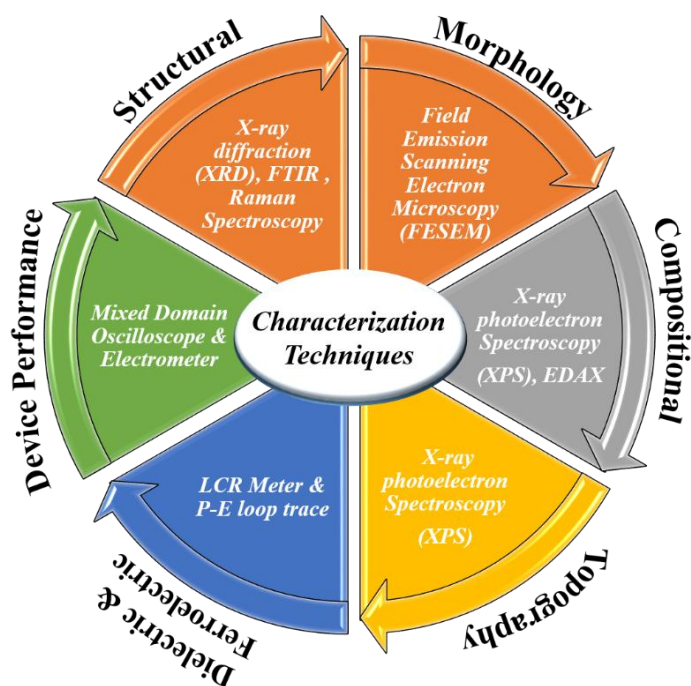 Structural
X-ray
diffraction
(XRD), FTIR ,
Raman
Spectroscopy
Morphology
Field
Emission
Scanning
Electron
Microscopy
(FESEM)
Compositional
X-ray
photoelectron
Spectroscopy
(XPS), EDAX
Topography
X-ray
photoelectron
Spectroscopy
(XPS)
Dielectric &
Ferroelectric
LCR Meter &
P-E loop trace
Device Performance
Mixed Domain
Oscilloscope &
Electrometer
Characterization
Techniques